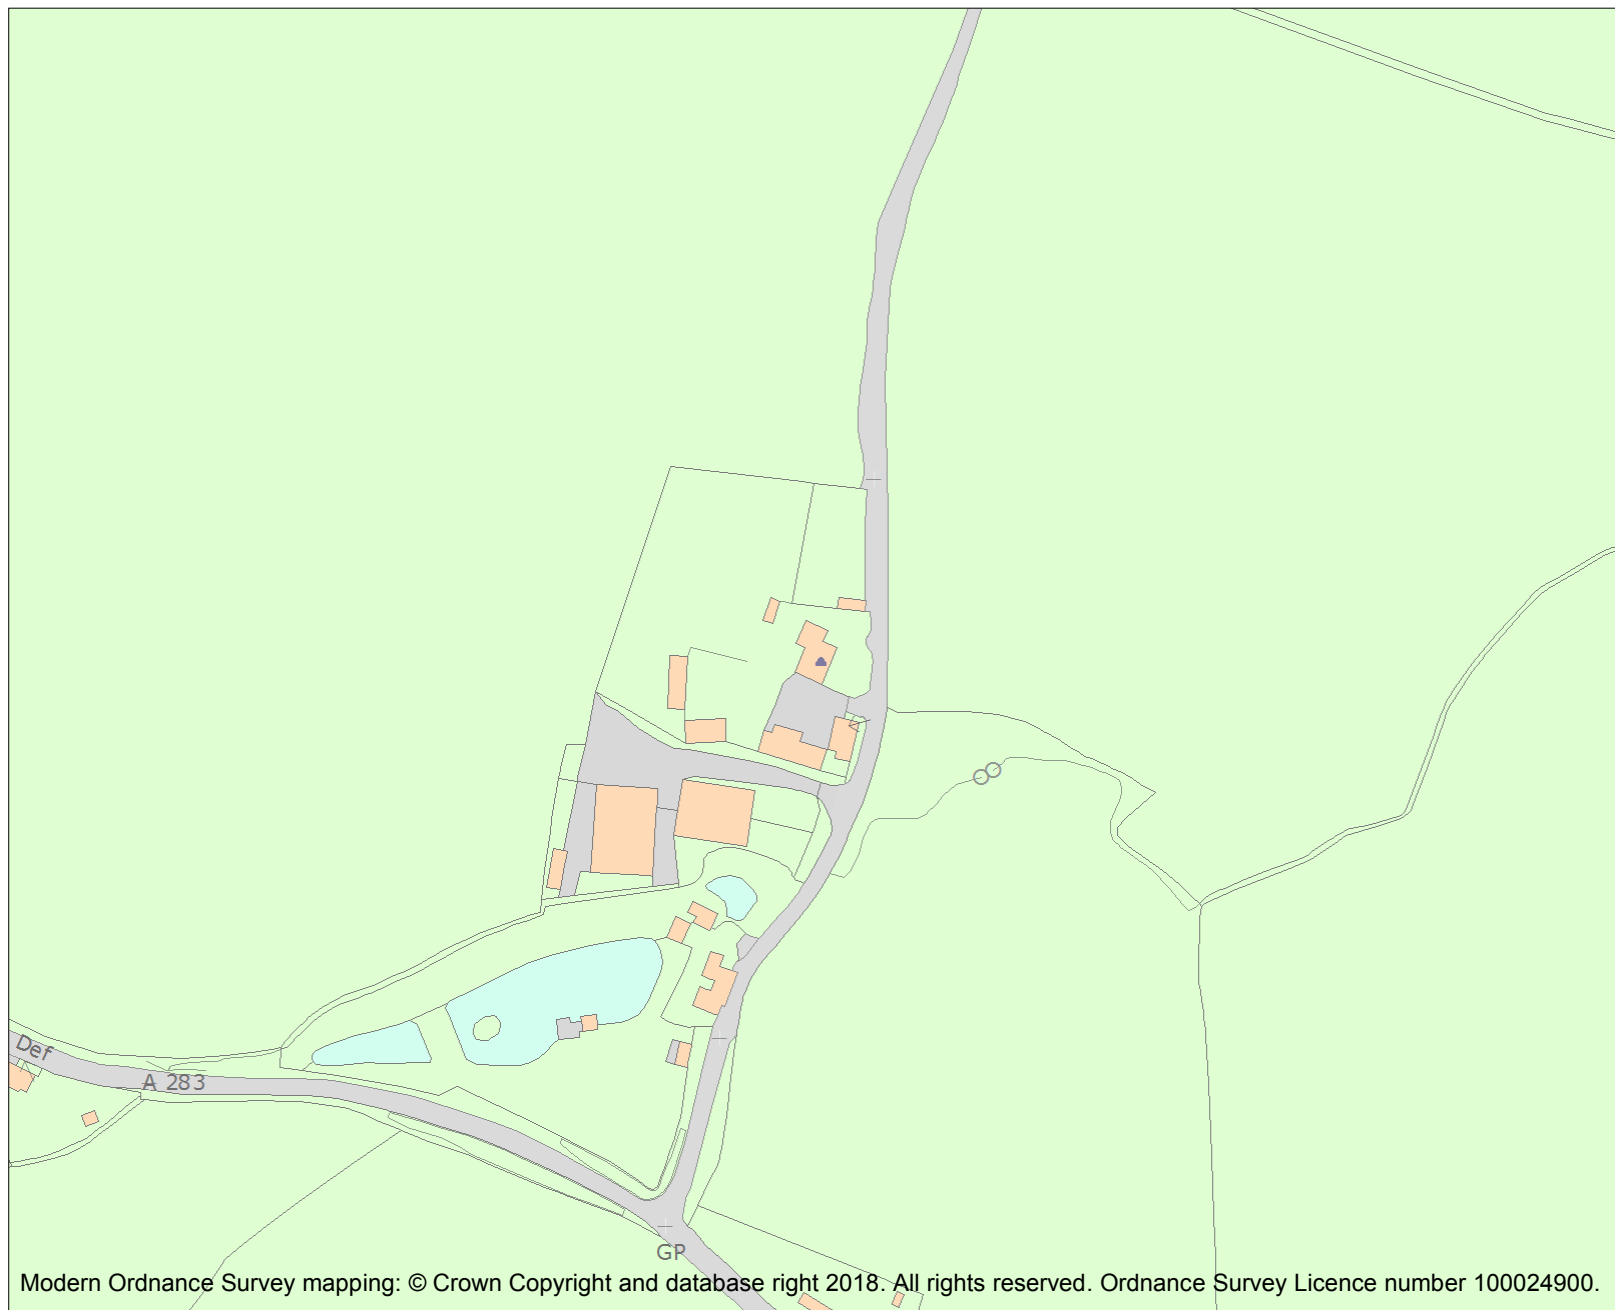 Def
A 283
GP
Modern Ordnance Survey mapping: © Crown Copyright and database right 2018. All rights reserved. Ordnance Survey Licence number 100024900.